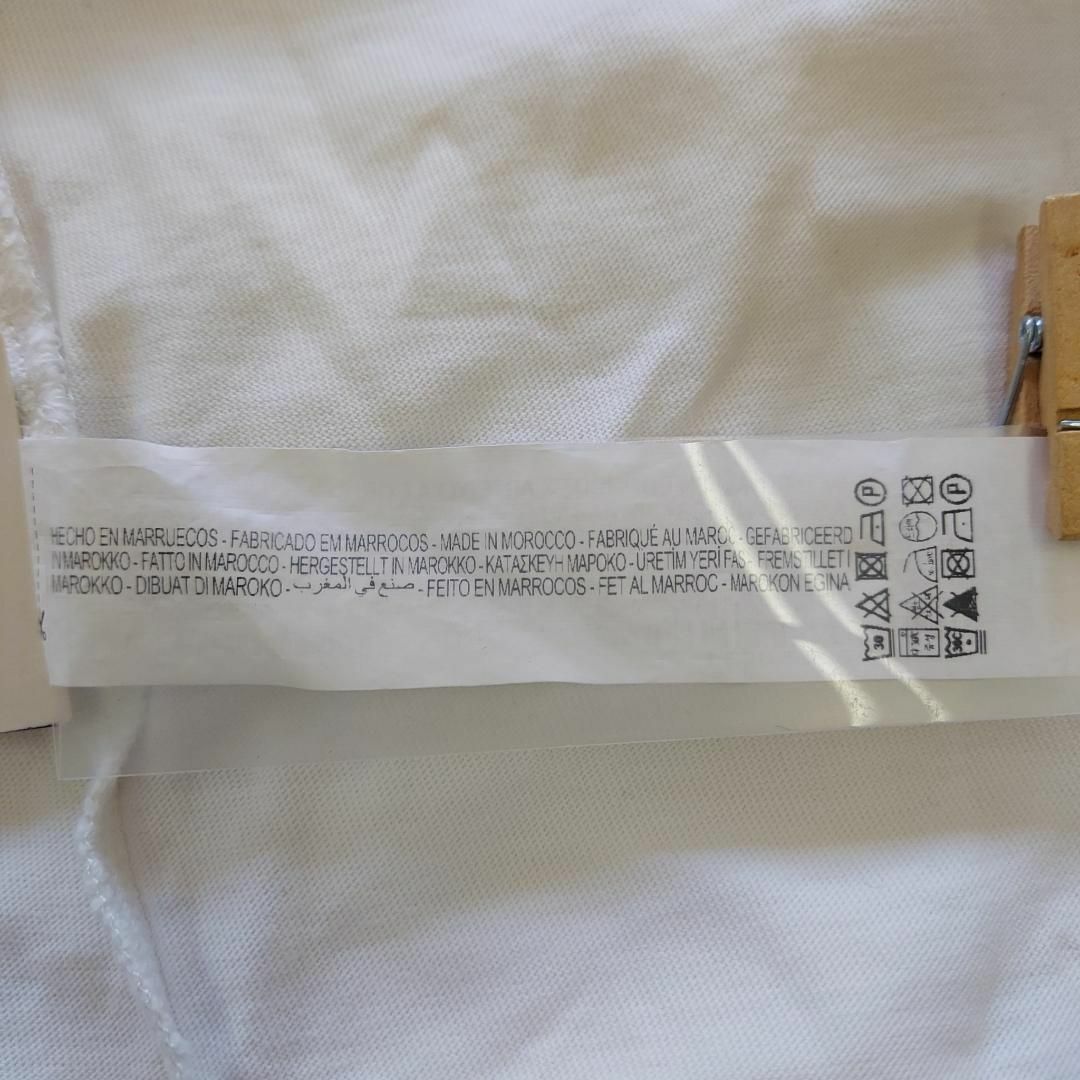 HECHO EN MARRUECOS - FABRICADO EM MARROCOS - MADE IN MOROCCO - FABRIQUÉ AU MAROC - GEFABRICEERD
IN MAROKKO - FATTO IN MAROCCO - HERGESTELLT IN MAROKKO - ΚΑΤΑΣΚΕΥΗ ΜΑΡΟΚΟ - ÜRETİM YERİ FAS - FREMSTILLET I
MAROKKO - DIBUAT DI MAROKO - صنع في المغرب - FEITO EN MARROCOS - FET AL MARROC - MAROKON EGINA
P P
30 30C